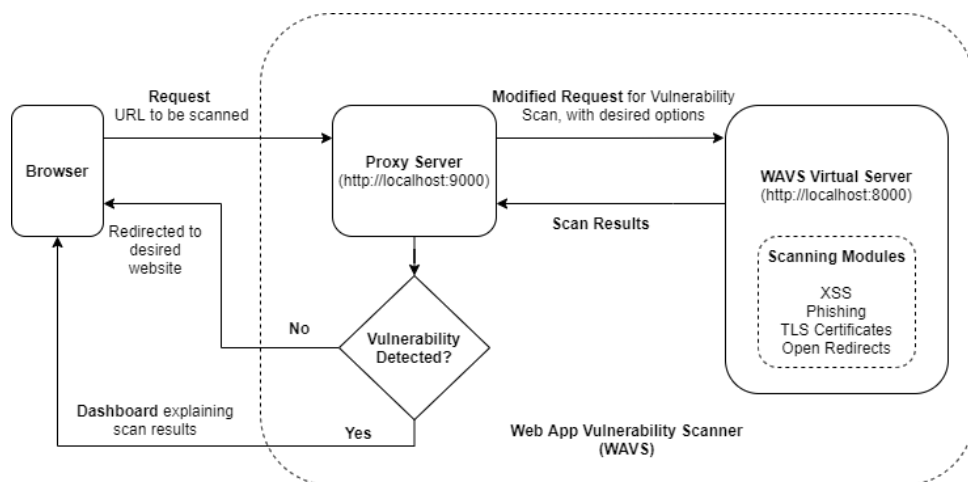 Request
URL to be scanned
Modified Request for Vulnerability
Scan, with desired options
Browser
Proxy Server
(http://localhost:9000)
WAVS Virtual Server
(http://localhost:8000)
Scan Results
Redirected to
desired
website
Scanning Modules
XSS
Phishing
TLS Certificates
Open Redirects
No
Vulnerability
Detected?
Dashboard explaining
scan results
Yes
Web App Vulnerability Scanner
(WAVS)